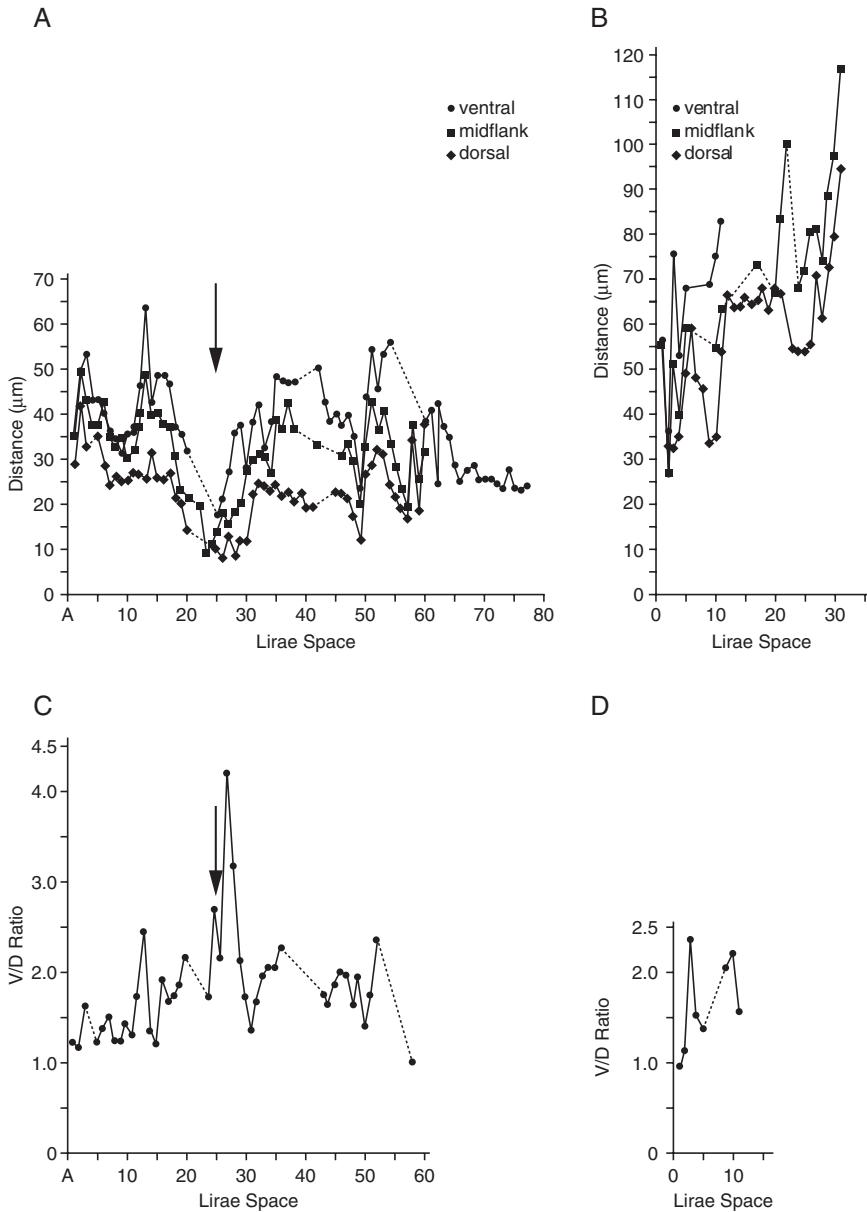 A
ventral
midflank
dorsal
Distance (μm)
70
60
50
40
30
20
10
0
A 10 20 30 40 50 60 70 80
Lirae Space
B
ventral
midflank
dorsal
Distance (μm)
120
110
100
90
80
70
60
50
40
30
20
10
0
0 10 20 30
Lirae Space
C
V/D Ratio
4.5
4.0
3.0
2.0
1.0
0
A 10 20 30 40 50 60
Lirae Space
D
V/D Ratio
2.5
2.0
1.0
0
0 10
Lirae Space